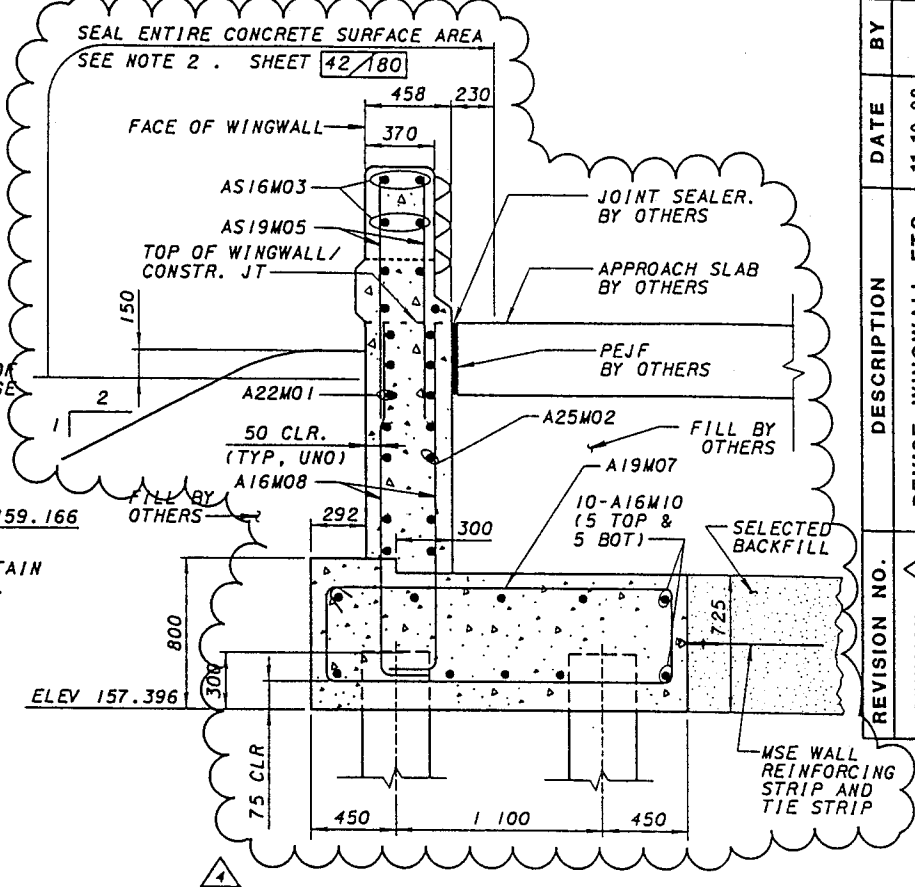 SEAL ENTIRE CONCRETE SURFACE AREA
SEE NOTE 2 . SHEET 42/180
458 230
FACE OF WINGWALL
370
AS16M03
AS19M05
TOP OF WINGWALL/
CONSTR. JT
JOINT SEALER.
BY OTHERS
APPROACH SLAB
BY OTHERS
150
PEJF
BY OTHERS
2
1
A22M01
A25M02
50 CLR.
(TYP, UNO)
FILL BY
OTHERS
A16M08
A19M07
FILL BY
OTHERS
59.166
292
300
10-A16M10
(5 TOP &
5 BOT)
SELECTED
BACKFILL
TAIN
800
725
300
ELEV 157.396
75 CLR
MSE WALL
REINFORCING
STRIP AND
TIE STRIP
450 1 100 450
4
REVISION NO.
DESCRIPTION
DATE
BY